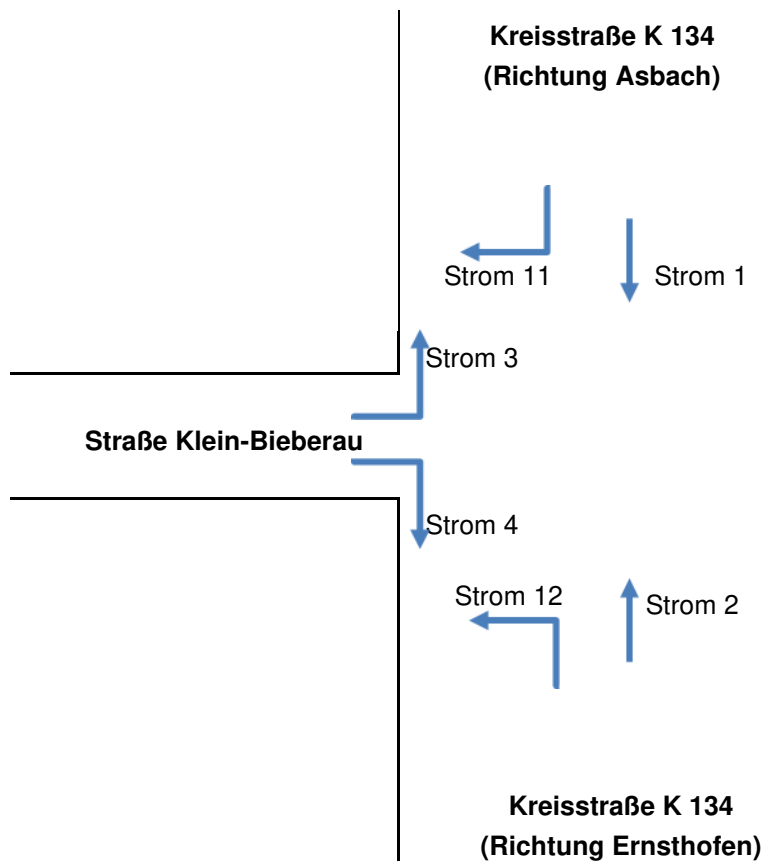 Kreisstraße K 134
(Richtung Asbach)
Strom 11
Strom 1
Strom 3
Straße Klein-Bieberau
Strom 4
Strom 12
Strom 2
Kreisstraße K 134
(Richtung Ernsthofen)